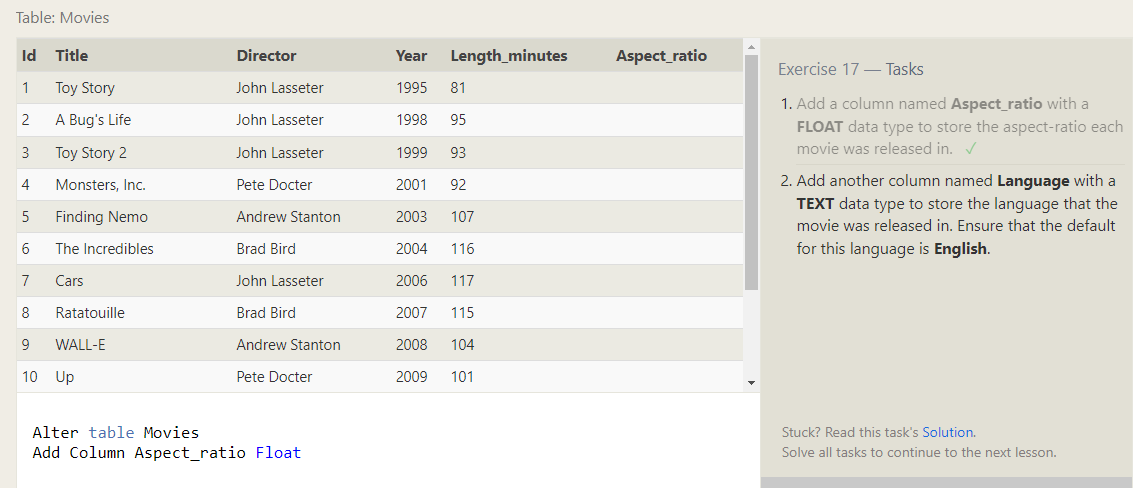 Table: Movies
Id Title Director Year Length_minutes Aspect_ratio
1 Toy Story John Lasseter 1995 81
2 A Bug's Life John Lasseter 1998 95
3 Toy Story 2 John Lasseter 1999 93
4 Monsters, Inc. Pete Docter 2001 92
5 Finding Nemo Andrew Stanton 2003 107
6 The Incredibles Brad Bird 2004 116
7 Cars John Lasseter 2006 117
8 Ratatouille Brad Bird 2007 115
9 WALL-E Andrew Stanton 2008 104
10 Up Pete Docter 2009 101
Alter table Movies
Add Column Aspect_ratio Float
Exercise 17 — Tasks
1. Add a column named Aspect_ratio with a
FLOAT data type to store the aspect-ratio each
movie was released in. ✓
2. Add another column named Language with a
TEXT data type to store the language that the
movie was released in. Ensure that the default
for this language is English.
Stuck? Read this task's Solution.
Solve all tasks to continue to the next lesson.